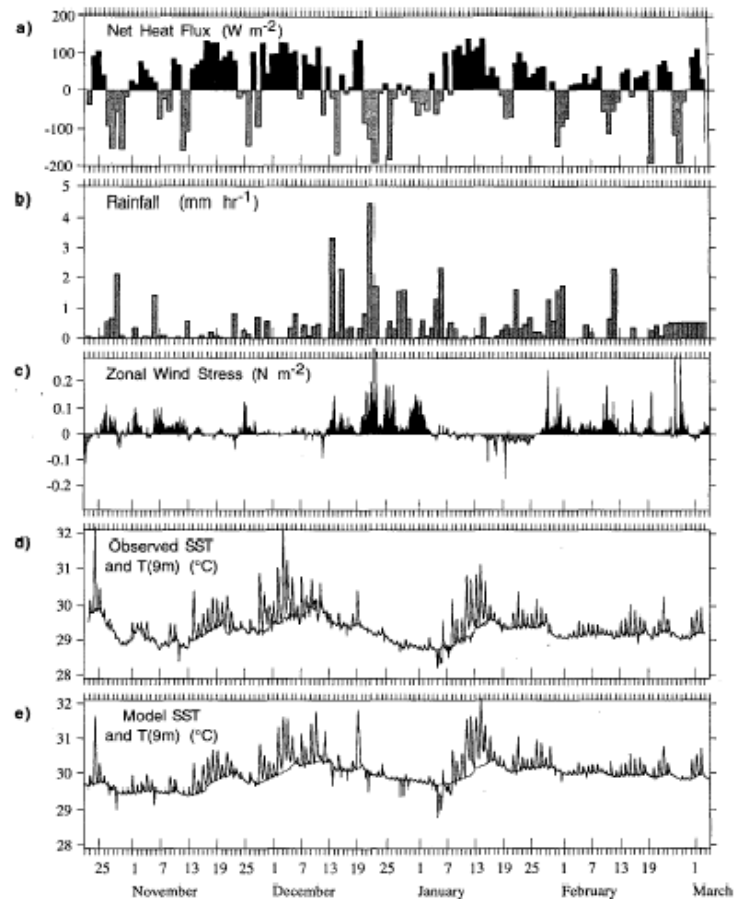 a)
Net Heat Flux (W m-2)
200
100
0
-100
-200
b)
Rainfall (mm hr-1)
5
4
3
2
1
0
c)
Zonal Wind Stress (N m-2)
0.2
0.1
0
-0.1
-0.2
d)
Observed SST
and T(9m) (°C)
32
31
30
29
28
e)
Model SST
and T(9m) (°C)
32
31
30
29
28
25 1 7 13 19 25 1 7 13 19 25 1 7 13 19 25 1 7 13 19 1
November December January February March